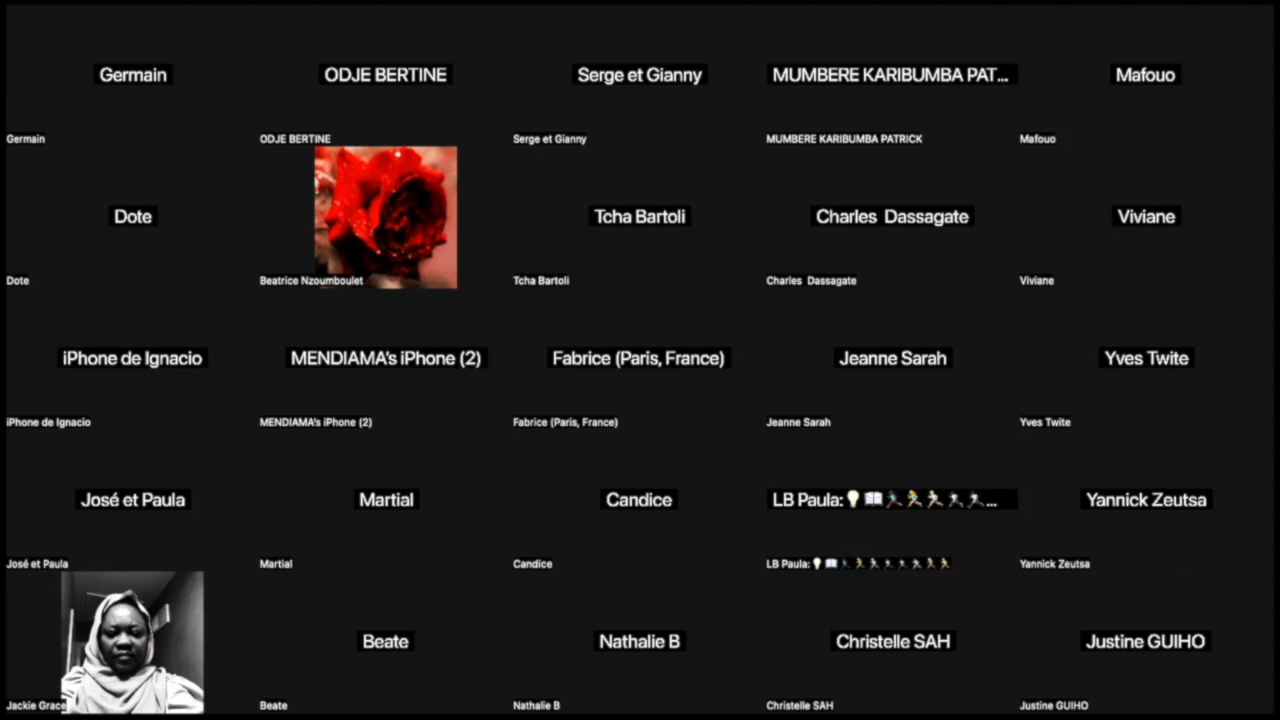 Germain
ODJE BERTINE
Serge et Gianny
MUMBERE KARIBUMBA PAT...
Mafouo
Germain
ODJE BERTINE
Serge et Gianny
MUMBERE KARIBUMBA PATRICK
Mafouo
Dote
Tcha Bartoli
Charles Dassagate
Viviane
Dote
Beatrice Nzoumboulet
Tcha Bartoli
Charles Dassagate
Viviane
iPhone de Ignacio
MENDIAMA's iPhone (2)
Fabrice (Paris, France)
Jeanne Sarah
Yves Twite
iPhone de Ignacio
MENDIAMA's iPhone (2)
Fabrice (Paris, France)
Jeanne Sarah
Yves Twite
José et Paula
Martial
Candice
LB Paula:💡📖🏃🏿🏃🏼🏃🏻🏃🏻🏃🏻...
Yannick Zeutsa
José et Paula
Martial
Candice
LB Paula:💡📖
Yannick Zeutsa
Beate
Nathalie B
Christelle SAH
Justine GUIHO
Jackie Grace
Beate
Nathalie B
Christelle SAH
Justine GUIHO